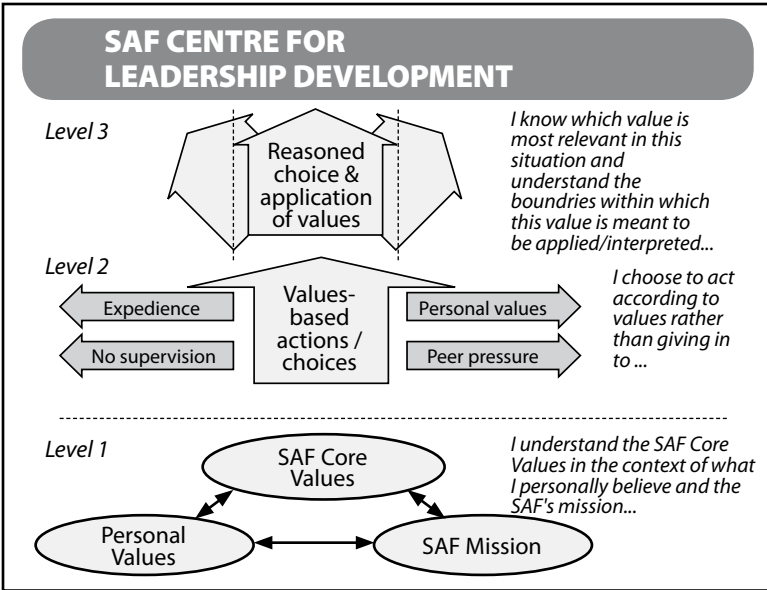 SAF CENTRE FOR
LEADERSHIP DEVELOPMENT
Level 3
Reasoned
choice &
application
of values
I know which value is
most relevant in this
situation and
understand the
boundries within which
this value is meant to
be applied/interpreted...
Level 2
Expedience
No supervision
Values-
based
actions /
choices
Personal values
Peer pressure
I choose to act
according to
values rather
than giving in
to ...
Level 1
SAF Core
Values
Personal
Values
SAF Mission
I understand the SAF Core
Values in the context of what
I personally believe and the
SAF's mission...